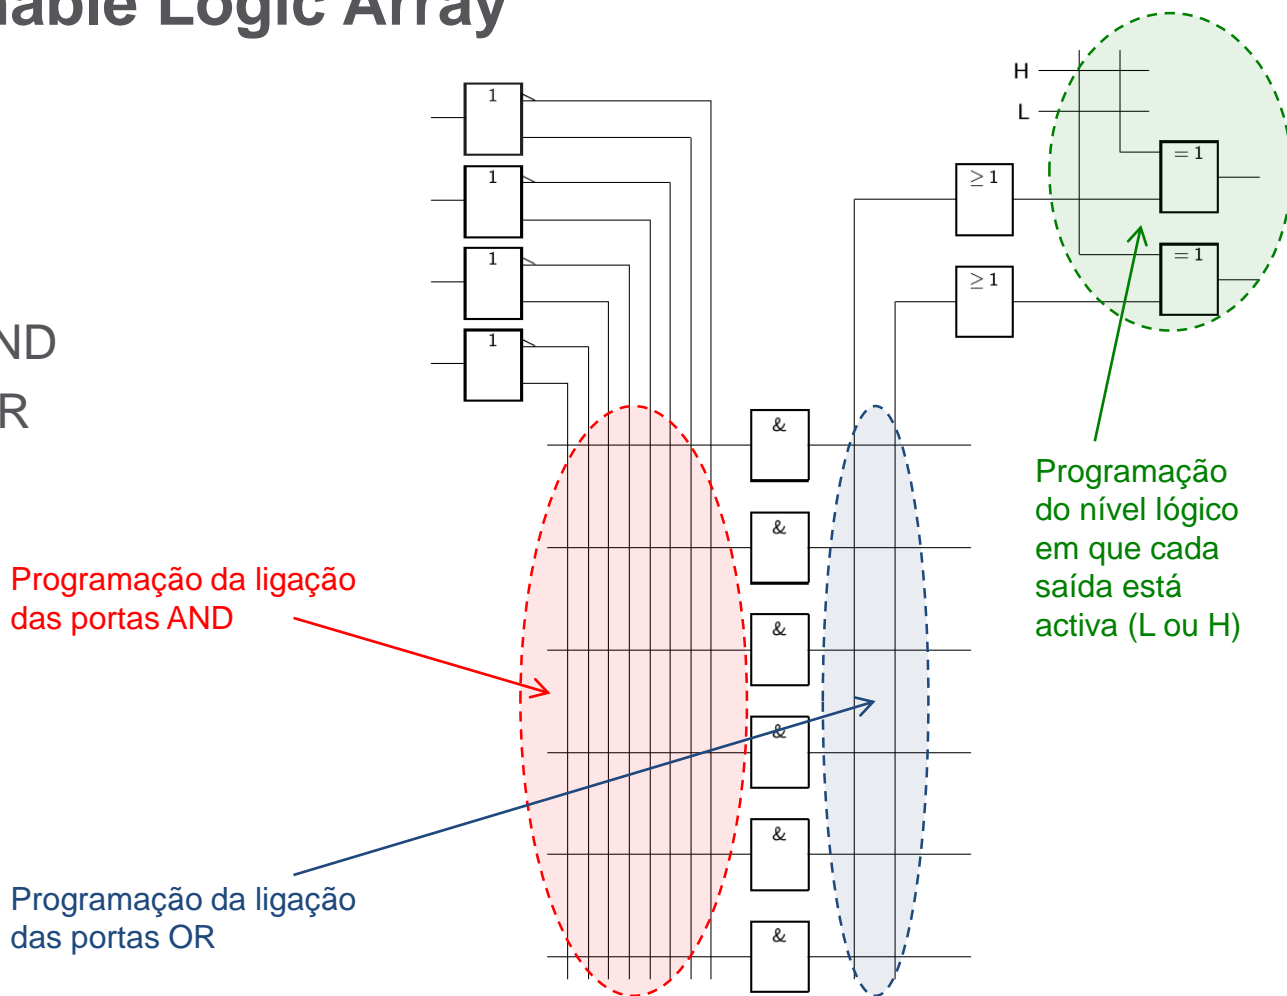 nable Logic Array
ND
R
1
1
1
1
H
L
= 1
= 1
≥ 1
≥ 1
&
&
&
&
&
&
Programação da ligação
das portas AND
Programação da ligação
das portas OR
Programação
do nível lógico
em que cada
saída está
activa (L ou H)